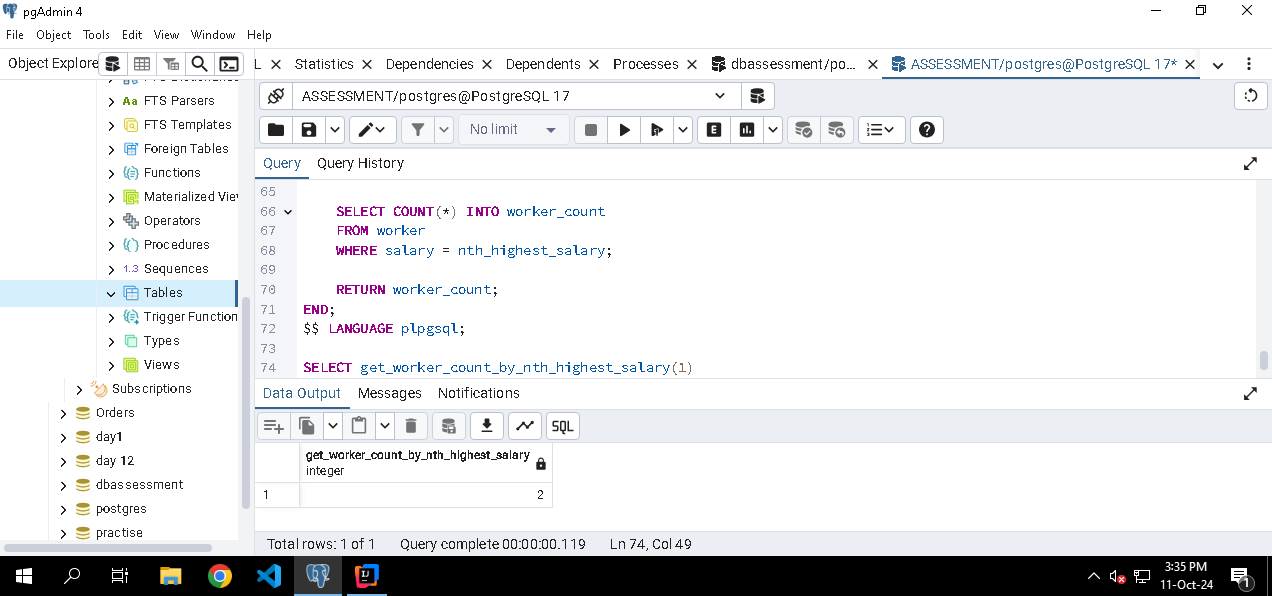 pgAdmin 4
File Object Tools Edit View Window Help
Object Explore
L Statistics Dependencies Dependents Processes dbassessment/po... ASSESSMENT/postgres@PostgreSQL 17*
FTS Parsers
FTS Templates
Foreign Tables
Functions
Materialized Vie
Operators
Procedures
1.3 Sequences
Tables
Trigger Function
Types
Views
Subscriptions
Orders
day1
day 12
dbassessment
postgres
practise
ASSESSMENT/postgres@PostgreSQL 17
No limit
E
Query Query History
65
66 SELECT COUNT(*) INTO worker_count
67 FROM worker
68 WHERE salary = nth_highest_salary;
69
70 RETURN worker_count;
71 END;
72 $$ LANGUAGE plpgsql;
73
74 SELECT get_worker_count_by_nth_highest_salary(1)
Data Output Messages Notifications
SQL
get_worker_count_by_nth_highest_salary
integer
1 2
Total rows: 1 of 1 Query complete 00:00:00.119 Ln 74, Col 49
3:35 PM
11-Oct-24
1